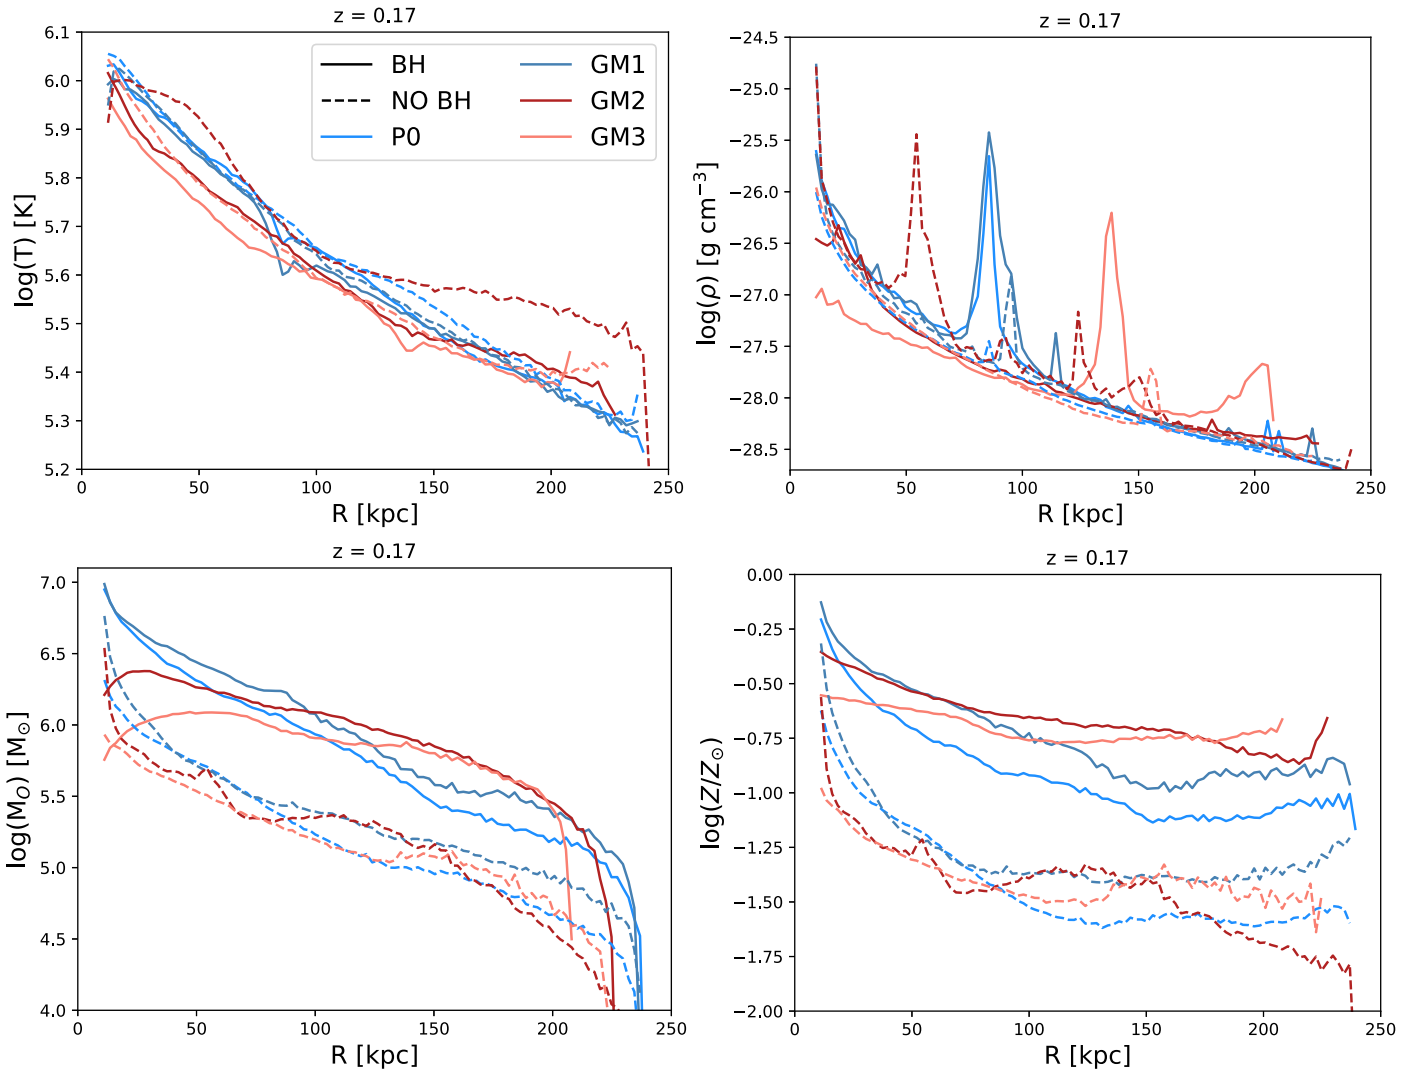 z = 0.17
6.1
6.0
5.9
5.8
5.7
5.6
5.5
5.4
5.3
5.2
log(T) [K]
0 50 100 150 200 250
R [kpc]
BH
NO BH
P0
GM1
GM2
GM3
z = 0.17
−24.5
−25.0
−25.5
−26.0
−26.5
−27.0
−27.5
−28.0
−28.5
log(ρ) [g cm⁻³]
0 50 100 150 200 250
R [kpc]
z = 0.17
7.0
6.5
6.0
5.5
5.0
4.5
4.0
log(M_O) [M_⊙]
0 50 100 150 200 250
R [kpc]
z = 0.17
0.00
−0.25
−0.50
−0.75
−1.00
−1.25
−1.50
−1.75
−2.00
log(Z/Z_⊙)
0 50 100 150 200 250
R [kpc]